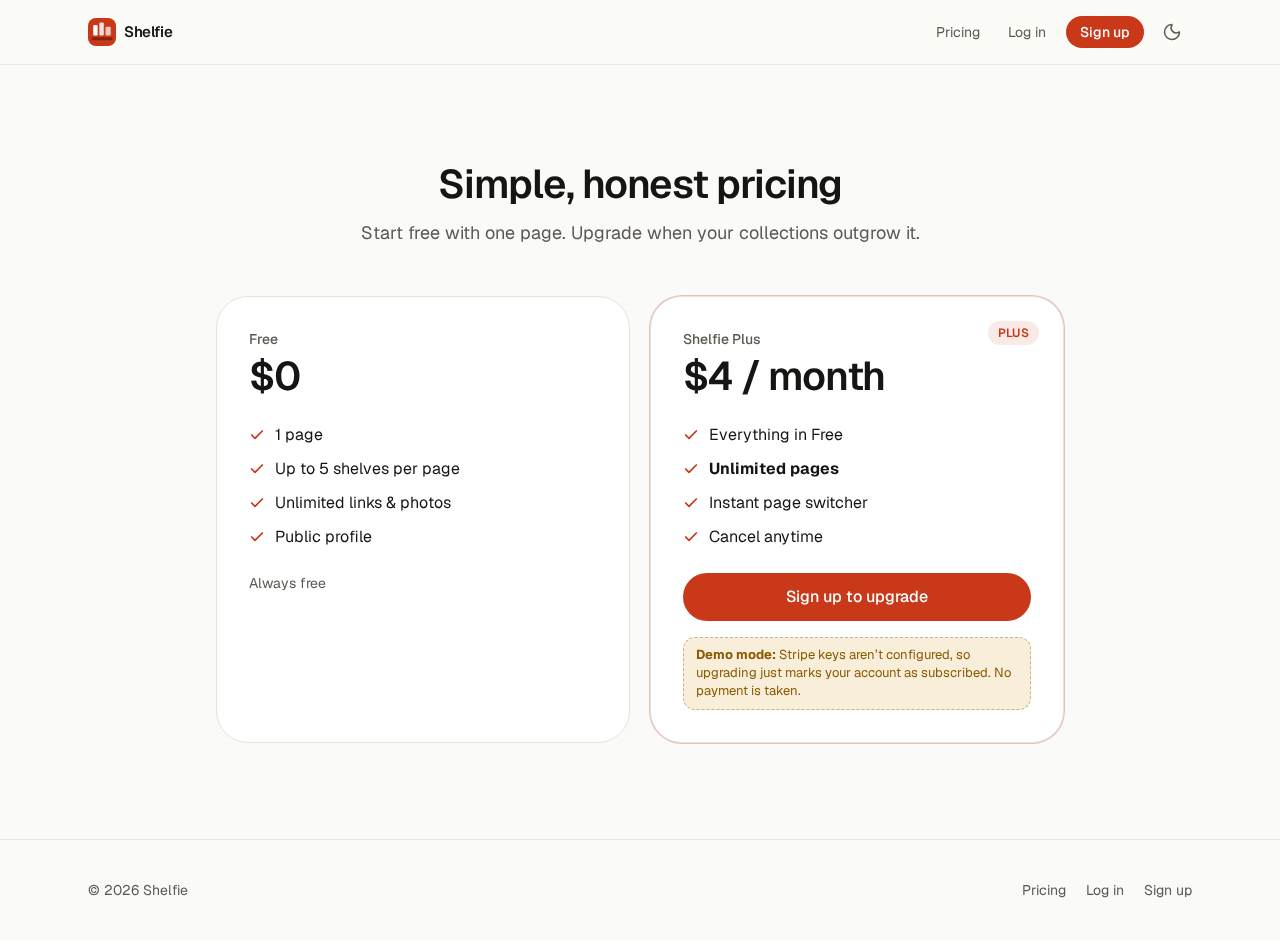 Shelfie
Pricing
Log in
Sign up
Simple, honest pricing
Start free with one page. Upgrade when your collections outgrow it.
Free
$0
1 page
Up to 5 shelves per page
Unlimited links & photos
Public profile
Always free
PLUS
Shelfie Plus
$4 / month
Everything in Free
Unlimited pages
Instant page switcher
Cancel anytime
Sign up to upgrade
Demo mode: Stripe keys aren’t configured, so
upgrading just marks your account as subscribed. No
payment is taken.
© 2026 Shelfie
Pricing
Log in
Sign up